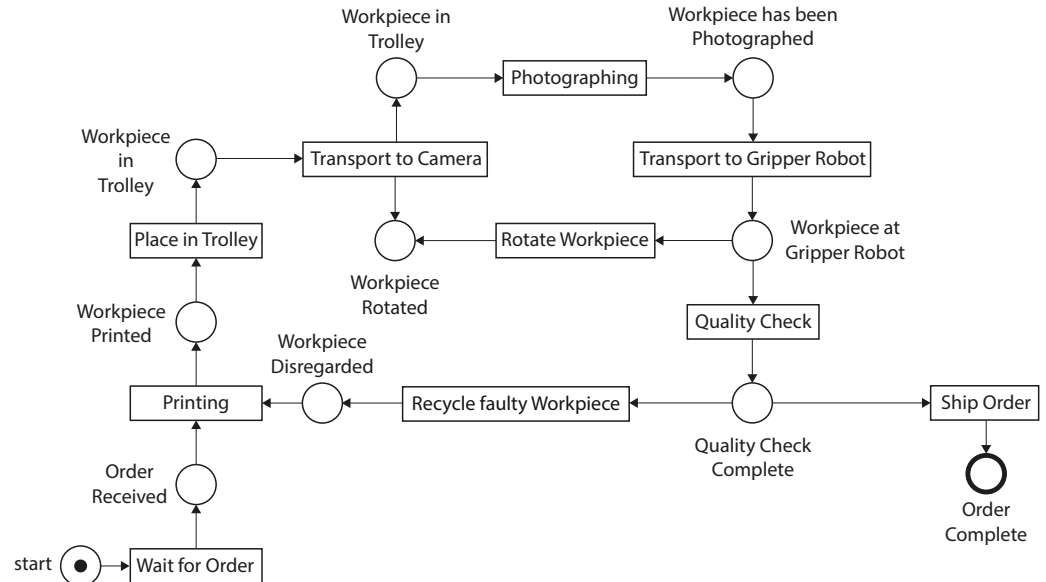 Workpiece in
Trolley
Workpiece has been
Photographed
Photographing
Workpiece
in
Trolley
Transport to Camera
Transport to Gripper Robot
Place in Trolley
Rotate Workpiece
Workpiece at
Gripper Robot
Workpiece
Rotated
Workpiece
Printed
Quality Check
Workpiece
Disregarded
Printing
Recycle faulty Workpiece
Ship Order
Quality Check
Complete
Order
Received
Order
Complete
start
Wait for Order